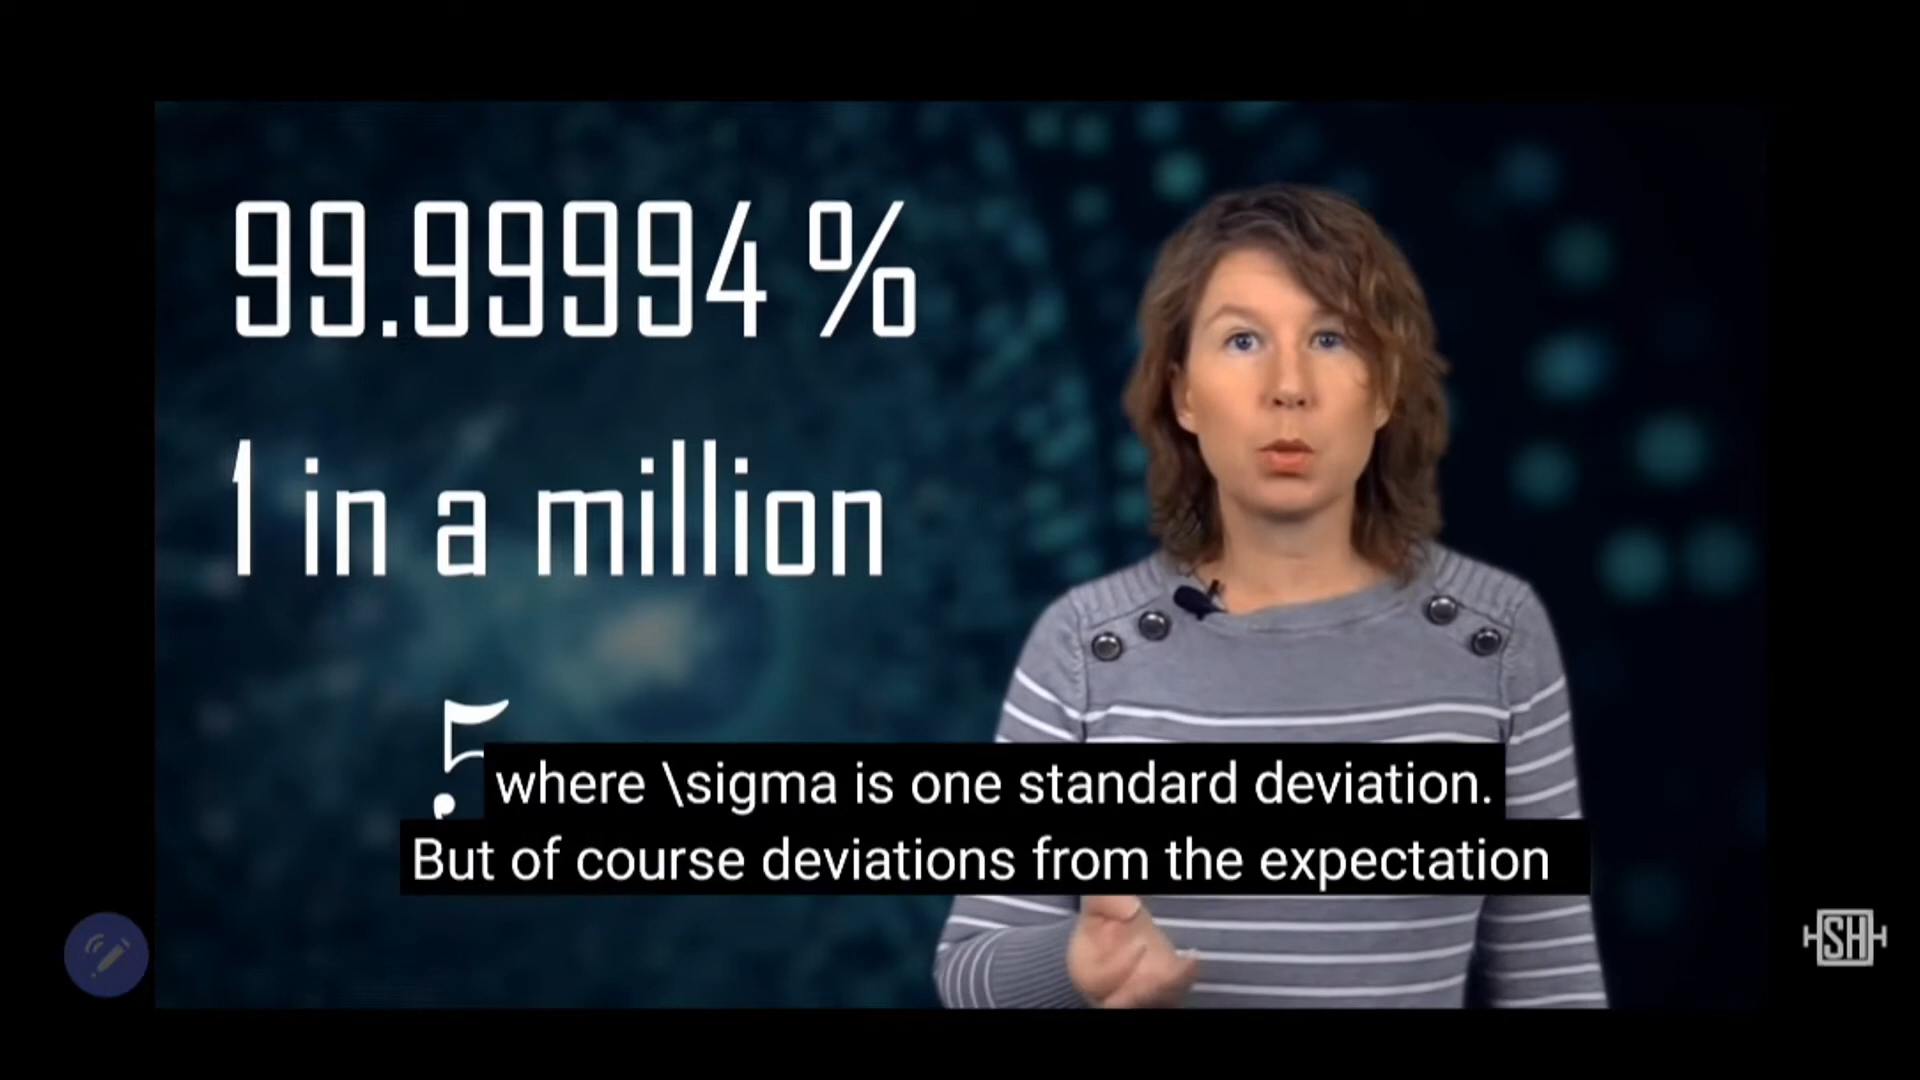 99.99994 %
1 in a million
5
where \sigma is one standard deviation.
But of course deviations from the expectation
SH